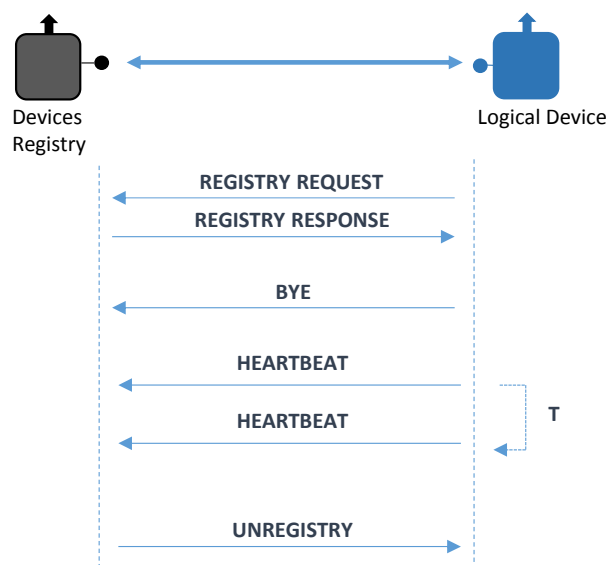 Devices
Registry
Logical Device
REGISTRY REQUEST
REGISTRY RESPONSE
BYE
HEARTBEAT
HEARTBEAT
T
UNREGISTRY